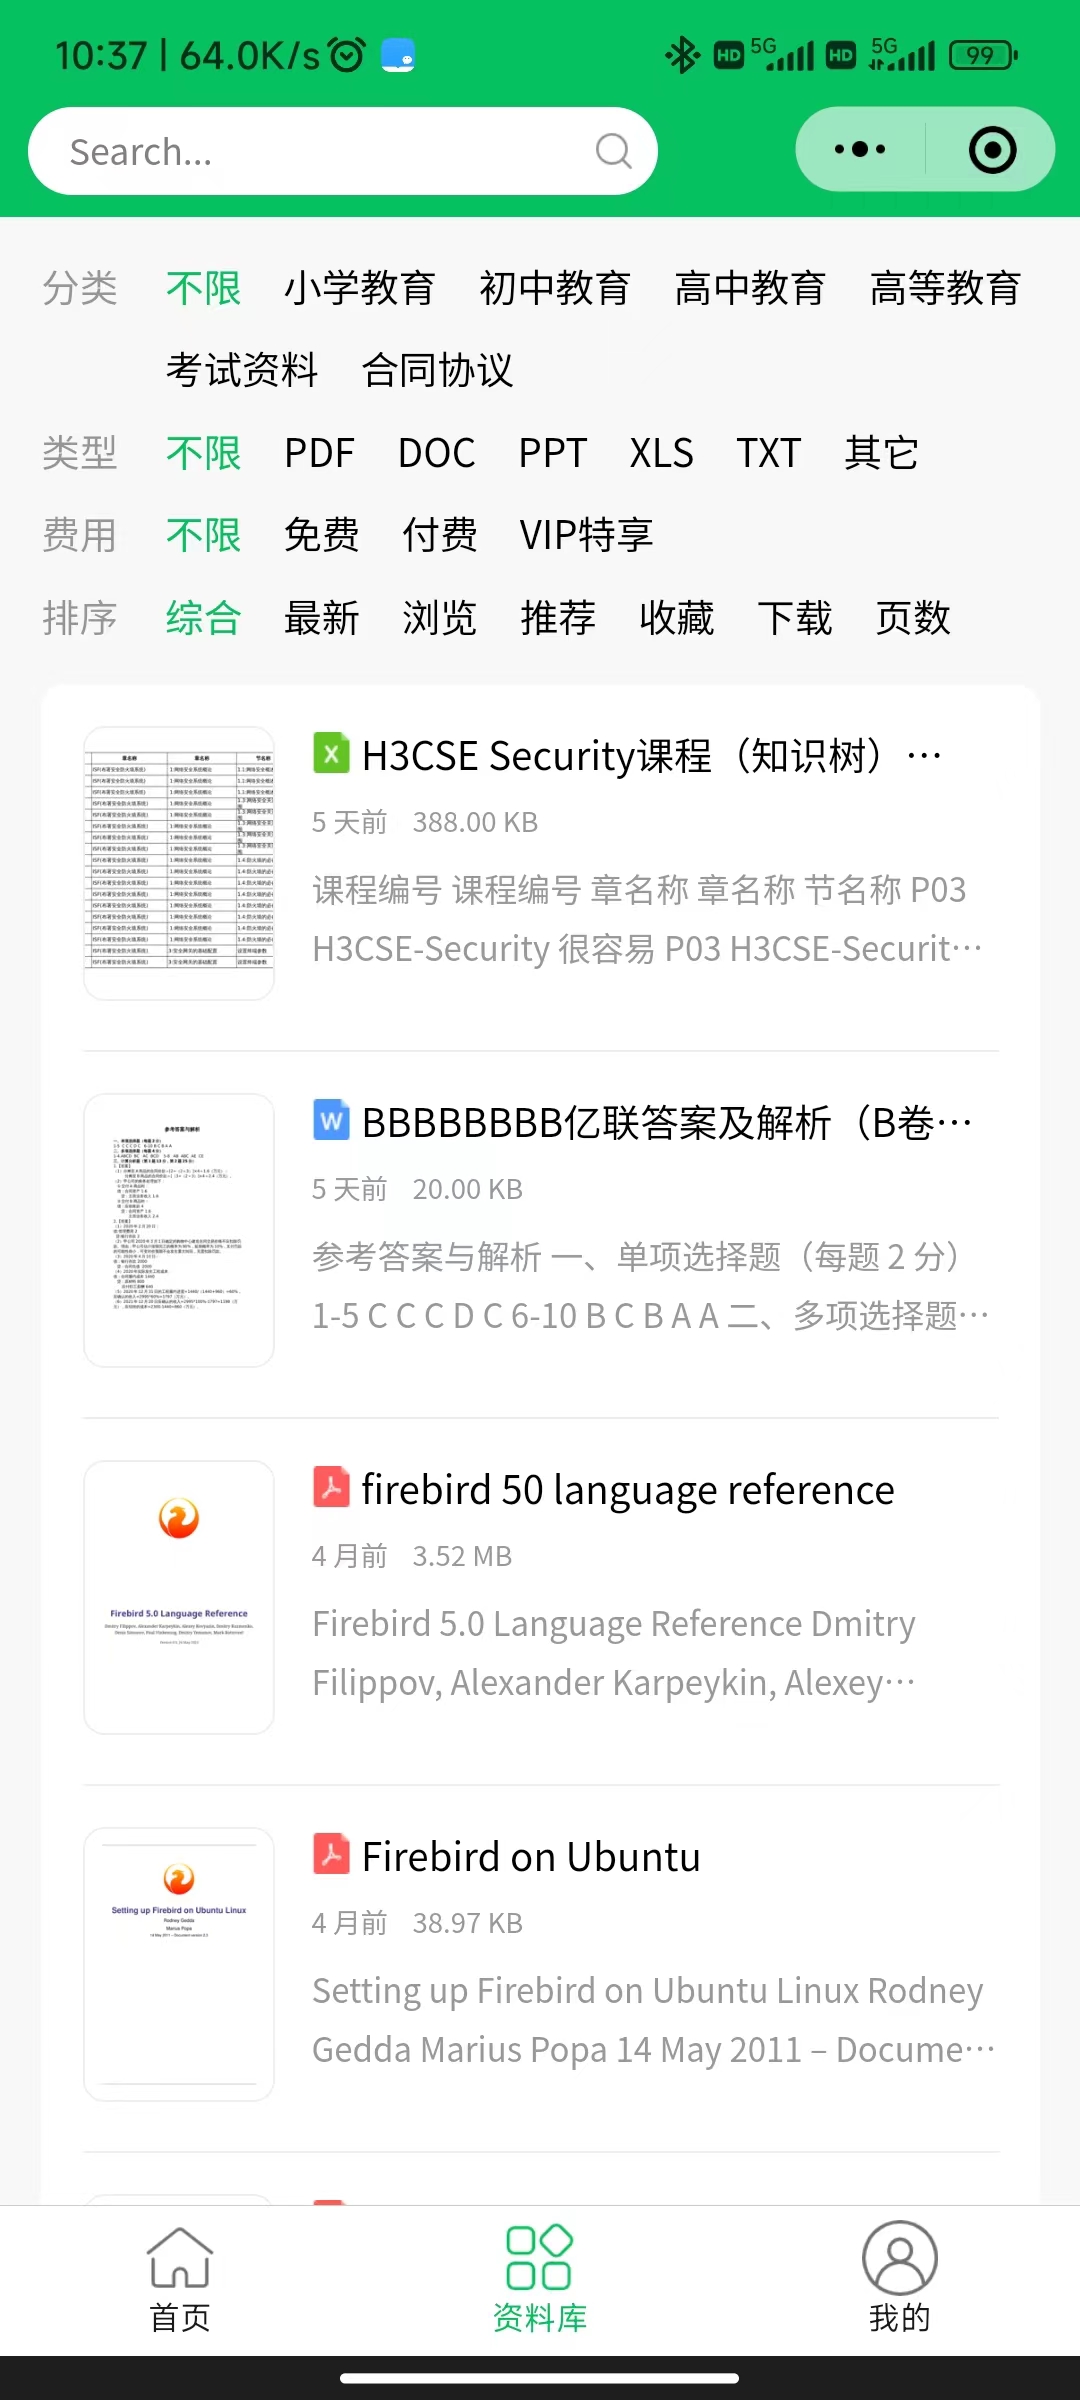 10:37 | 64.0K/s
HD 5G HD 5G 99
Search...
分类 不限 小学教育 初中教育 高中教育 高等教育
考试资料 合同协议
类型 不限 PDF DOC PPT XLS TXT 其它
费用 不限 免费 付费 VIP特享
排序 综合 最新 浏览 推荐 收藏 下载 页数
H3CSE Security课程（知识树）…
5 天前 388.00 KB
课程编号 课程编号 章名称 章名称 节名称 P03
H3CSE-Security 很容易 P03 H3CSE-Securit…
参考答案与解析
BBBBBBBB亿联答案及解析（B卷…
5 天前 20.00 KB
参考答案与解析 一、单项选择题（每题 2 分）
1-5 C C C D C 6-10 B C B A A 二、多项选择题…
Firebird 5.0 Language Reference
firebird 50 language reference
4 月前 3.52 MB
Firebird 5.0 Language Reference Dmitry
Filippov, Alexander Karpeykin, Alexey…
Setting up Firebird on Ubuntu Linux
Rodney Gedda
Marius Popa
Firebird on Ubuntu
4 月前 38.97 KB
Setting up Firebird on Ubuntu Linux Rodney
Gedda Marius Popa 14 May 2011 – Docume…
首页 资料库 我的